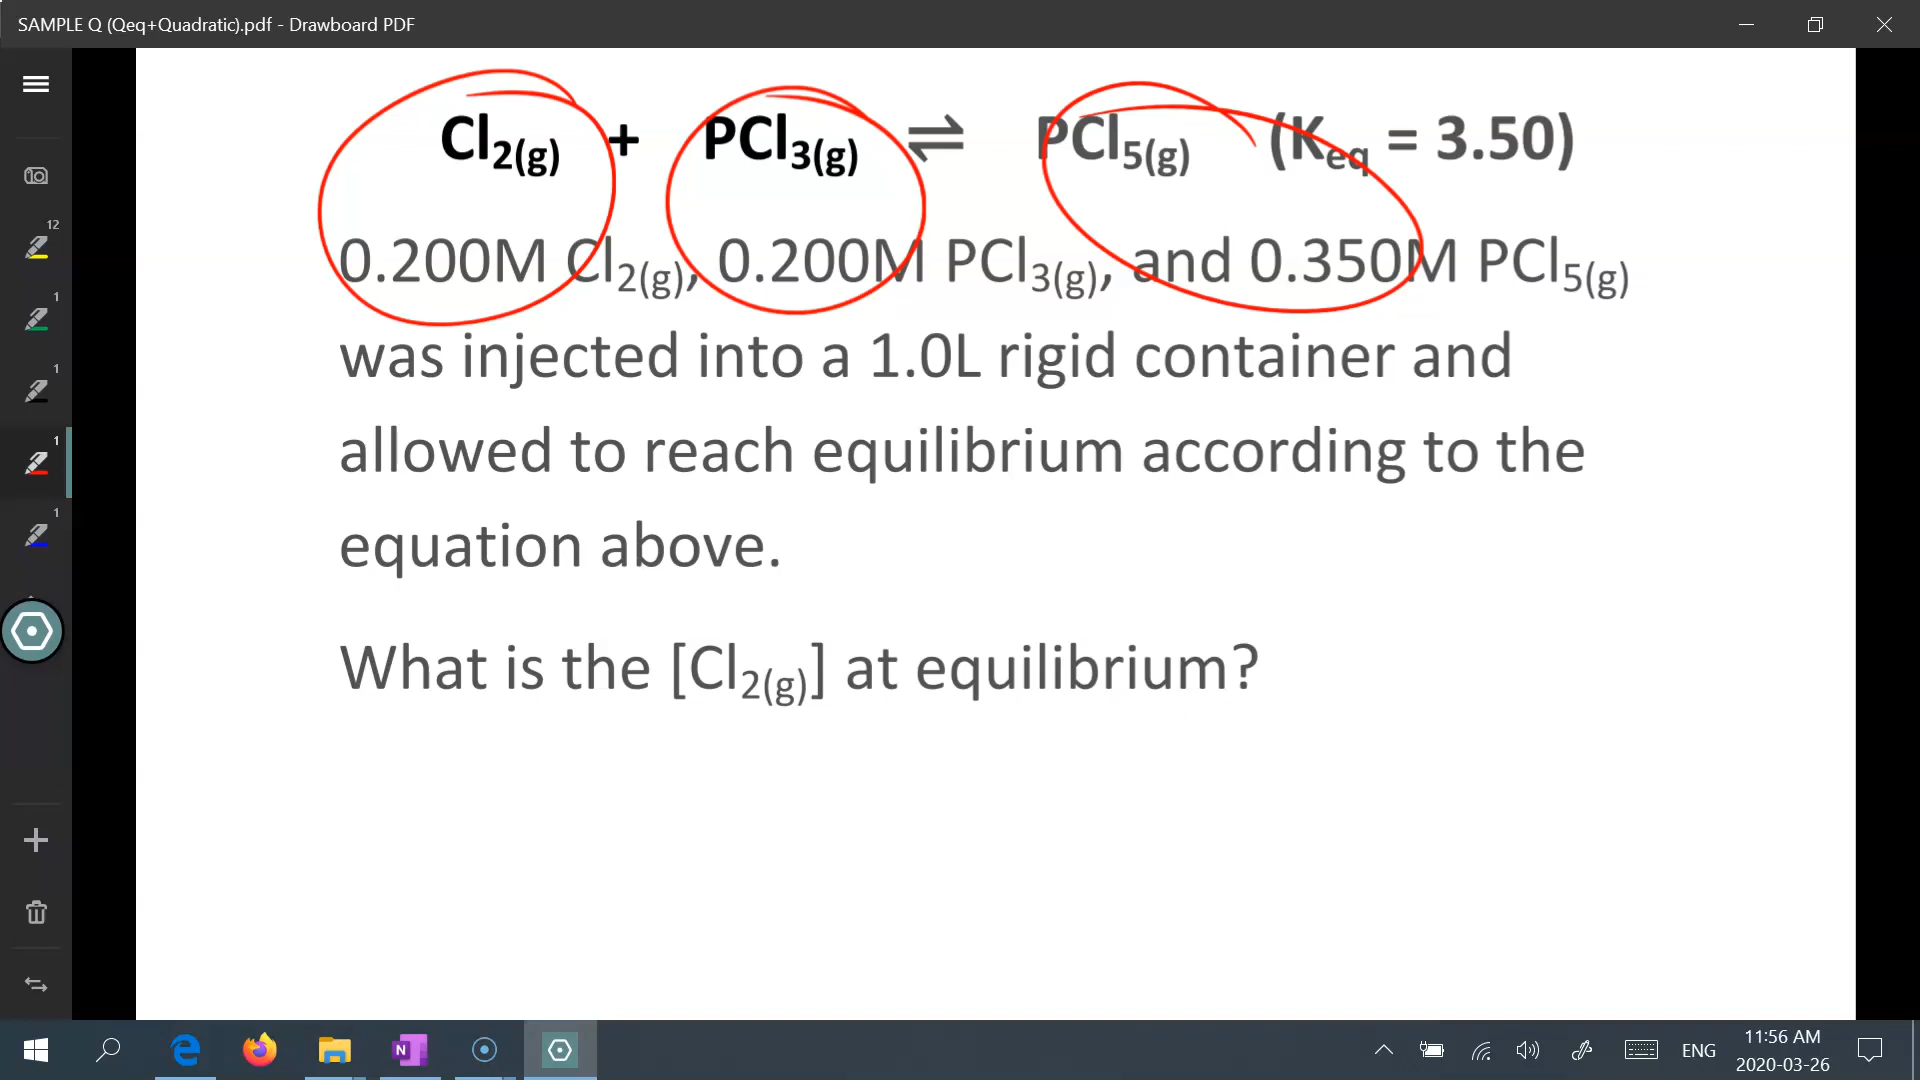 SAMPLE Q (Qeq+Quadratic).pdf - Drawboard PDF
Cl2(g) + PCl3(g) ⇌ PCl5(g) (Keq = 3.50)
0.200M Cl2(g), 0.200M PCl3(g), and 0.350M PCl5(g)
was injected into a 1.0L rigid container and
allowed to reach equilibrium according to the
equation above.
What is the [Cl2(g)] at equilibrium?
12
1
1
1
1
N
ENG
11:56 AM
2020-03-26